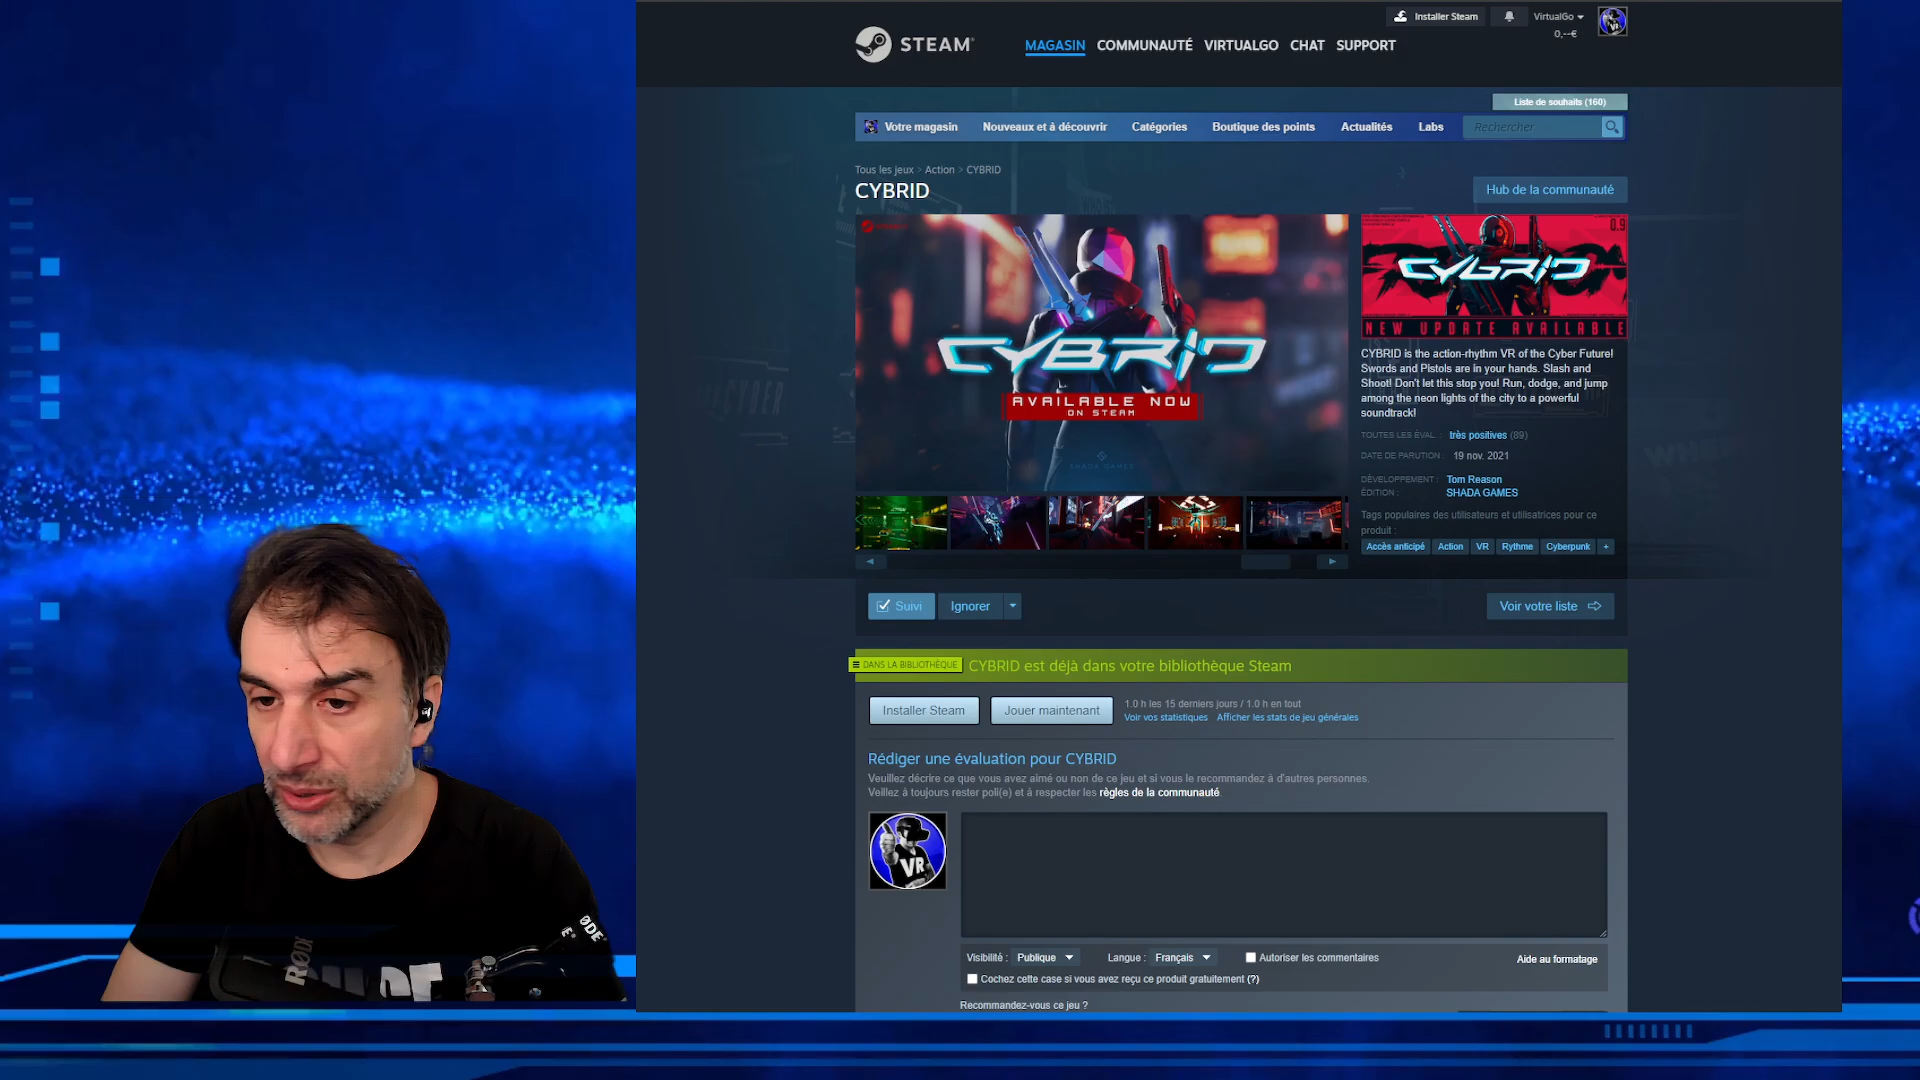 Installer Steam
VirtualGo
0,--€
STEAM
MAGASIN COMMUNAUTÉ VIRTUALGO CHAT SUPPORT
Liste de souhaits (160)
Votre magasin Nouveaux et à découvrir Catégories Boutique des points Actualités Labs Rechercher
Tous les jeux > Action > CYBRID
CYBRID
Hub de la communauté
CYBRID
AVAILABLE NOW
ON STEAM
SHADA GAMES
0.9
CYBRID
NEW UPDATE AVAILABLE
CYBRID is the action-rhythm VR of the Cyber Future!
Swords and Pistols are in your hands. Slash and
Shoot! Don't let this stop you! Run, dodge, and jump
among the neon lights of the city to a powerful
soundtrack!
TOUTES LES ÉVAL. : très positives (89)
DATE DE PARUTION : 19 nov. 2021
DÉVELOPPEMENT : Tom Reason
ÉDITION : SHADA GAMES
Tags populaires des utilisateurs et utilisatrices pour ce
produit :
Accès anticipé Action VR Rythme Cyberpunk +
Suivi Ignorer
Voir votre liste
DANS LA BIBLIOTHÈQUE CYBRID est déjà dans votre bibliothèque Steam
Installer Steam Jouer maintenant
1.0 h les 15 derniers jours / 1.0 h en tout
Voir vos statistiques Afficher les stats de jeu générales
Rédiger une évaluation pour CYBRID
Veuillez décrire ce que vous avez aimé ou non de ce jeu et si vous le recommandez à d'autres personnes.
Veillez à toujours rester poli(e) et à respecter les règles de la communauté.
VR
Visibilité : Publique Langue : Français Autoriser les commentaires
Aide au formatage
Cochez cette case si vous avez reçu ce produit gratuitement (?)
Recommandez-vous ce jeu ?
RØDE